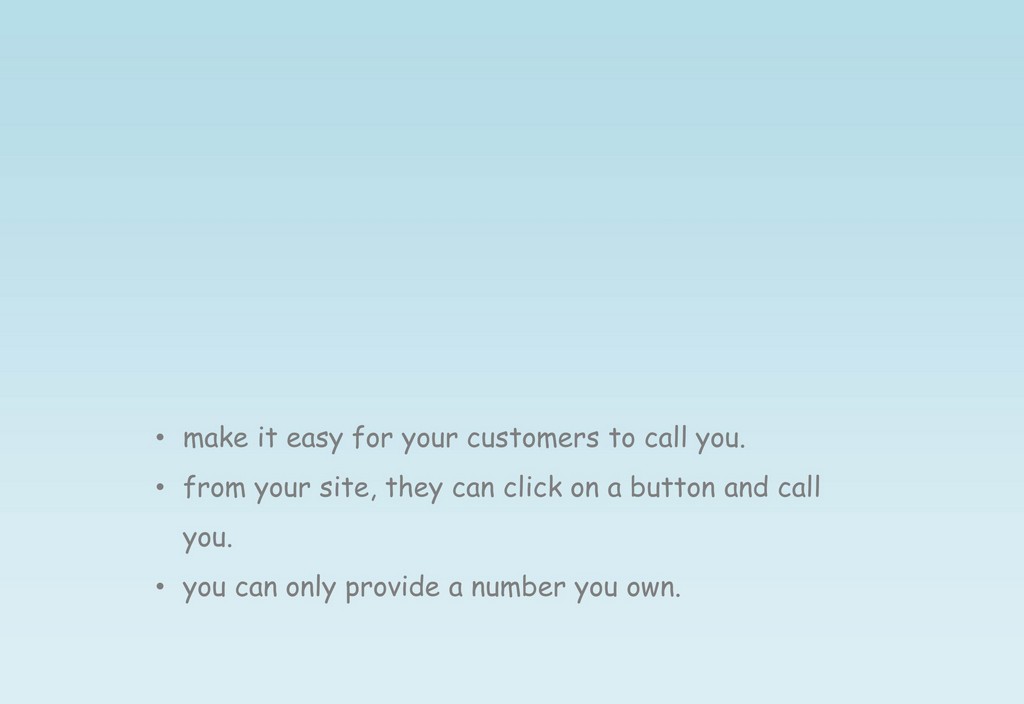 • make it easy for your customers to call you.
• from your site, they can click on a button and call
you.
• you can only provide a number you own.